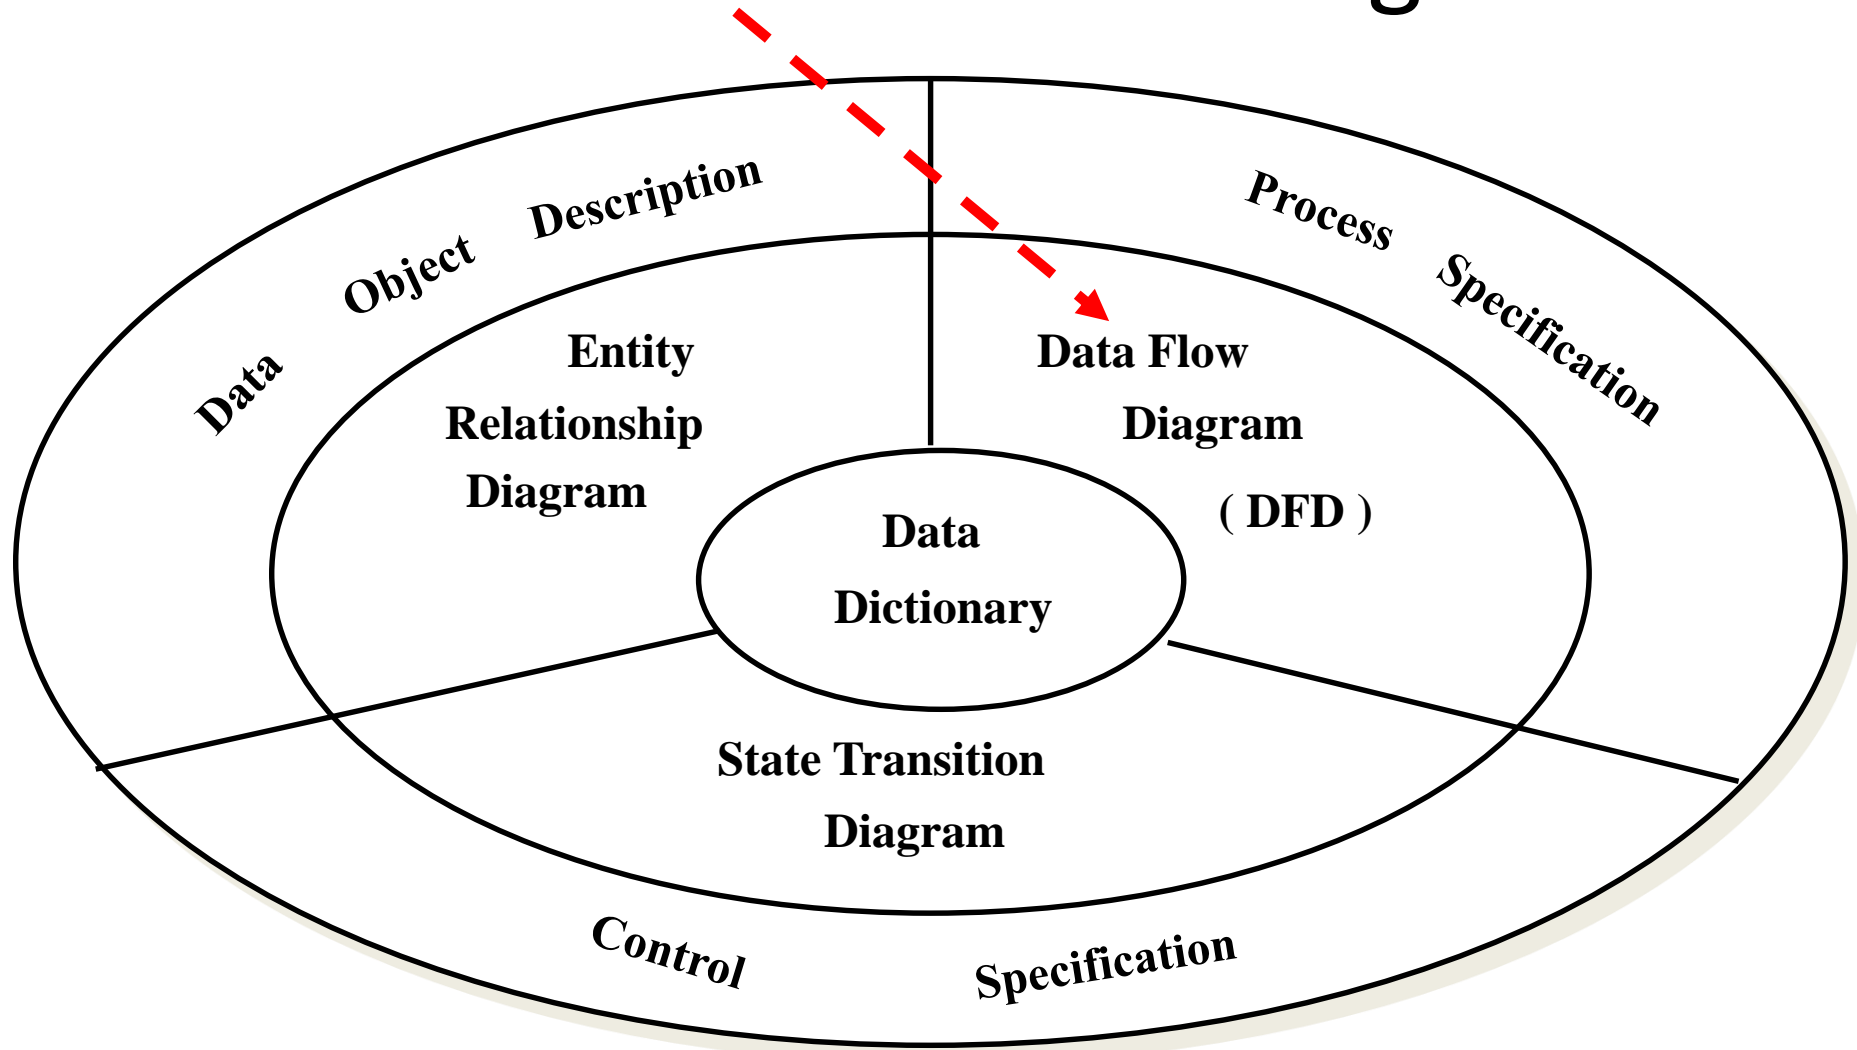 g
Data Object Description
Process Specification
Entity
Relationship
Diagram
Data Flow
Diagram
( DFD )
Data
Dictionary
State Transition
Diagram
Control Specification